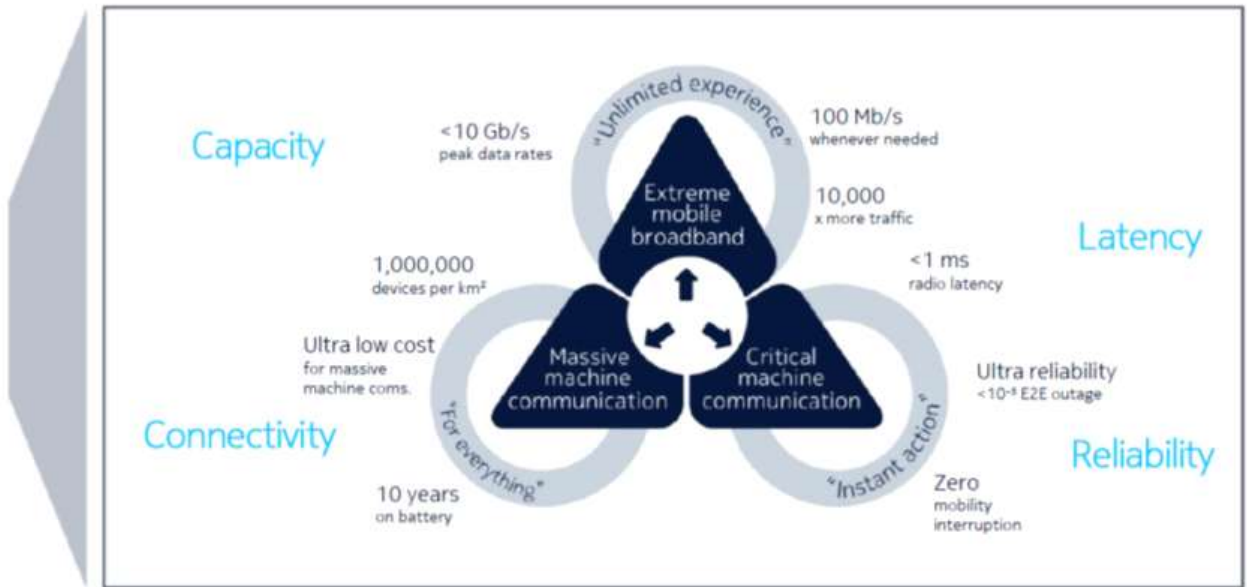 Capacity
<10 Gb/s
peak data rates
"Unlimited experience"
100 Mb/s
whenever needed
Extreme
mobile
broadband
10,000
x more traffic
Latency
<1 ms
radio latency
1,000,000
devices per km²
Ultra low cost
for massive
machine coms.
Massive
machine
communication
Critical
machine
communication
Ultra reliability
E2E outage
Connectivity
"For everything"
10 years
on battery
"Instant action"
Zero
mobility
interruption
Reliability